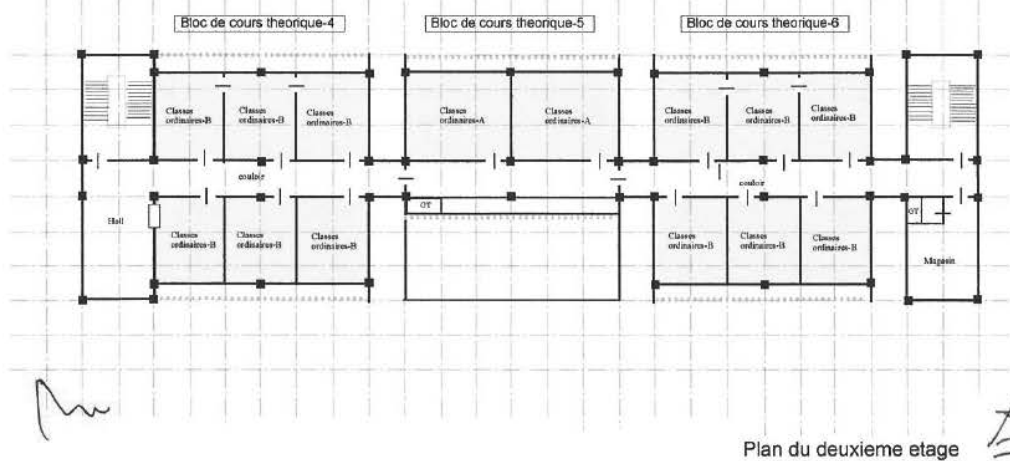 Bloc de cours theorique-4
Bloc de cours theorique-5
Bloc de cours theorique-6
Classes
ordinaires-B
Classes
ordinaires-B
Classes
ordinaires-B
Classes
ordinaires-A
Classes
ordinaires-A
Classes
ordinaires-B
Classes
ordinaires-B
Classes
ordinaires-B
couloir
couloir
Hall
Classes
ordinaires-B
Classes
ordinaires-B
Classes
ordinaires-B
GT
Classes
ordinaires-B
Classes
ordinaires-B
Classes
ordinaires-B
GT
Magasin
Plan du deuxieme etage